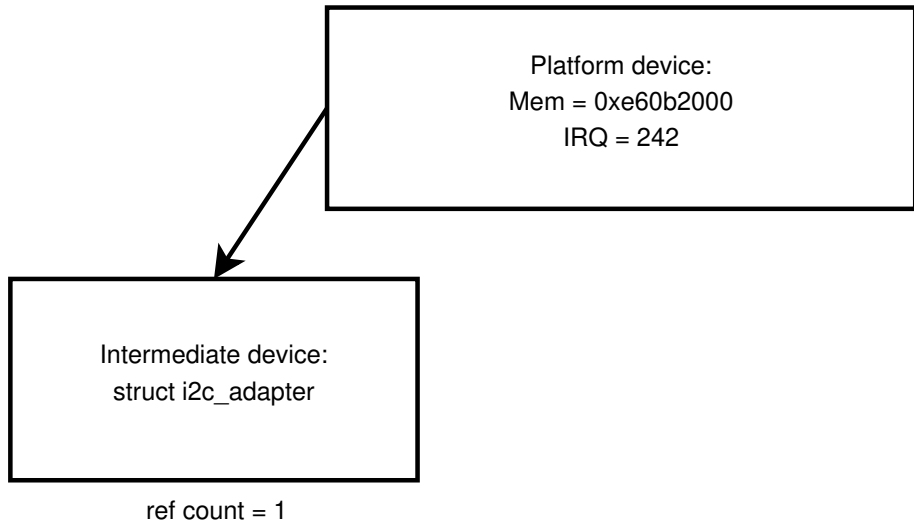 Platform device:
Mem = 0xe60b2000
IRQ = 242
Intermediate device:
struct i2c_adapter
ref count = 1